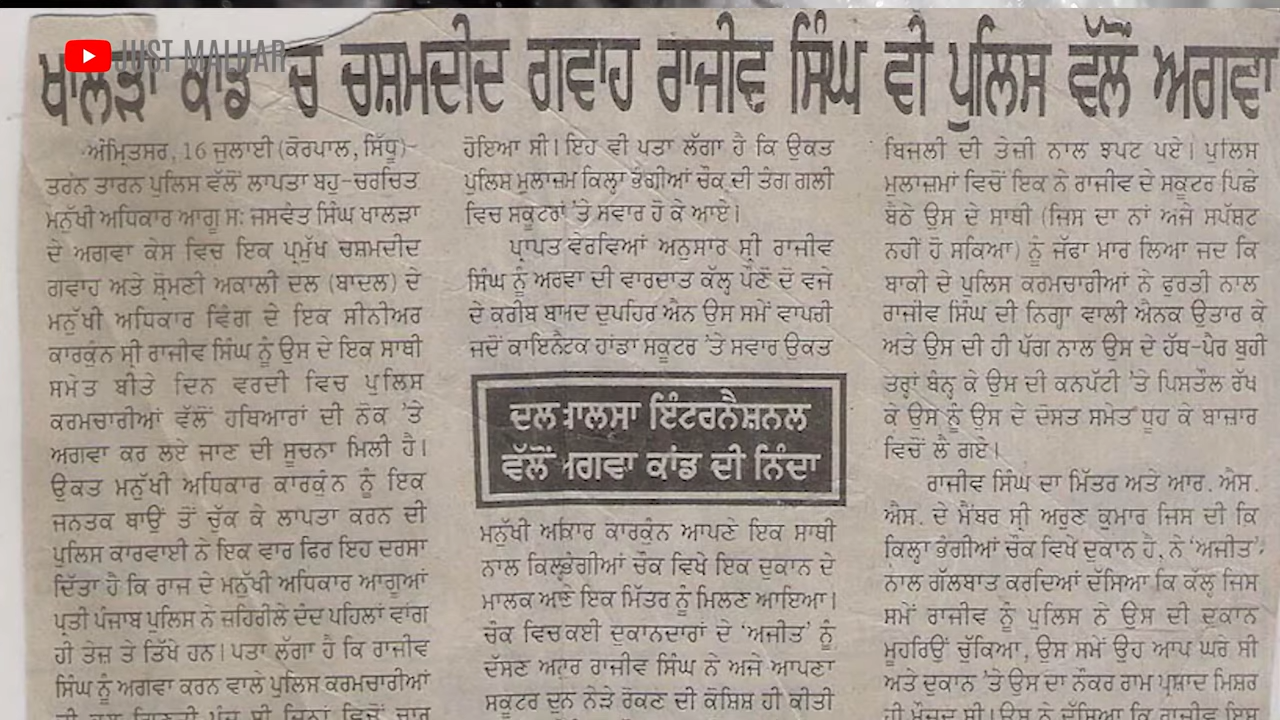 JUST MALHAR
ਖਾਲੜਾ ਕਾਂਡ 'ਚ ਚਸ਼ਮਦੀਦ ਗਵਾਹ ਰਾਜੀਵ ਸਿੰਘ ਵੀ ਪੁਲਿਸ ਵੱਲੋਂ ਅਗਵਾ
ਅੰਮ੍ਰਿਤਸਰ, 16 ਜੁਲਾਈ (ਕੋਰਪਾਲ, ਸਿੱਧੂ)-
ਤਰਨ ਤਾਰਨ ਪੁਲਿਸ ਵੱਲੋਂ ਲਾਪਤਾ ਬਹੁ-ਚਰਚਿਤ
ਮਨੁੱਖੀ ਅਧਿਕਾਰ ਆਗੂ ਸ: ਜਸਵੰਤ ਸਿੰਘ ਖਾਲੜਾ
ਦੇ ਅਗਵਾ ਕੇਸ ਵਿਚ ਇਕ ਪ੍ਰਮੁੱਖ ਚਸ਼ਮਦੀਦ
ਗਵਾਹ ਅਤੇ ਸ਼੍ਰੋਮਣੀ ਅਕਾਲੀ ਦਲ (ਬਾਦਲ) ਦੇ
ਮਨੁੱਖੀ ਅਧਿਕਾਰ ਵਿੰਗ ਦੇ ਇਕ ਸੀਨੀਅਰ
ਕਾਰਕੁੰਨ ਸ੍ਰੀ ਰਾਜੀਵ ਸਿੰਘ ਨੂੰ ਉਸ ਦੇ ਇਕ ਸਾਥੀ
ਸਮੇਤ ਬੀਤੇ ਦਿਨ ਵਰਦੀ ਵਿਚ ਪੁਲਿਸ
ਕਰਮਚਾਰੀਆਂ ਵੱਲੋਂ ਹਥਿਆਰਾਂ ਦੀ ਨੋਕ 'ਤੇ
ਅਗਵਾ ਕਰ ਲਏ ਜਾਣ ਦੀ ਸੂਚਨਾ ਮਿਲੀ ਹੈ।
ਉਕਤ ਮਨੁੱਖੀ ਅਧਿਕਾਰ ਕਾਰਕੁੰਨ ਨੂੰ ਇਕ
ਜਨਤਕ ਥਾਉਂ ਤੋਂ ਚੁੱਕ ਕੇ ਲਾਪਤਾ ਕਰਨ ਦੀ
ਪੁਲਿਸ ਕਾਰਵਾਈ ਨੇ ਇਕ ਵਾਰ ਫਿਰ ਇਹ ਦਰਸਾ
ਦਿੱਤਾ ਹੈ ਕਿ ਰਾਜ ਦੇ ਮਨੁੱਖੀ ਅਧਿਕਾਰ ਆਗੂਆਂ
ਪ੍ਰਤੀ ਪੰਜਾਬ ਪੁਲਿਸ ਨੇ ਜ਼ਹਿਰੀਲੇ ਦੰਦ ਪਹਿਲਾਂ ਵਾਂਗ
ਹੀ ਤੇਜ਼ ਤੇ ਤਿੱਖੇ ਹਨ। ਪਤਾ ਲੱਗਾ ਹੈ ਕਿ ਰਾਜੀਵ
ਸਿੰਘ ਨੂੰ ਅਗਵਾ ਕਰਨ ਵਾਲੇ ਪੁਲਿਸ ਕਰਮਚਾਰੀਆਂ
ਹੋਇਆ ਸੀ। ਇਹ ਵੀ ਪਤਾ ਲੱਗਾ ਹੈ ਕਿ ਉਕਤ
ਪੁਲਿਸ ਮੁਲਾਜ਼ਮ ਕਿਲ੍ਹਾ ਭੰਗੀਆਂ ਚੌਕ ਦੀ ਤੰਗ ਗਲੀ
ਵਿਚ ਸਕੂਟਰਾਂ 'ਤੇ ਸਵਾਰ ਹੋ ਕੇ ਆਏ।
ਪ੍ਰਾਪਤ ਵੇਰਵਿਆਂ ਅਨੁਸਾਰ ਸ੍ਰੀ ਰਾਜੀਵ
ਸਿੰਘ ਨੂੰ ਅਗਵਾ ਦੀ ਵਾਰਦਾਤ ਕੱਲ੍ਹ ਪੌਣੇ ਦੋ ਵਜੇ
ਦੇ ਕਰੀਬ ਬਾਅਦ ਦੁਪਹਿਰ ਐਨ ਉਸ ਸਮੇਂ ਵਾਪਰੀ
ਜਦੋਂ ਕਾਇਨੈਟਿਕ ਹਾਂਡਾ ਸਕੂਟਰ 'ਤੇ ਸਵਾਰ ਉਕਤ
ਦਲ ਖਾਲਸਾ ਇੰਟਰਨੈਸ਼ਨਲ
ਵੱਲੋਂ ਅਗਵਾ ਕਾਂਡ ਦੀ ਨਿੰਦਾ
ਮਨੁੱਖੀ ਅਧਿਕਾਰ ਕਾਰਕੁੰਨ ਆਪਣੇ ਇਕ ਸਾਥੀ
ਨਾਲ ਕਿਲ੍ਹਾ ਭੰਗੀਆਂ ਚੌਕ ਵਿਖੇ ਇਕ ਦੁਕਾਨ ਦੇ
ਮਾਲਕ ਅਤੇ ਇਕ ਮਿੱਤਰ ਨੂੰ ਮਿਲਣ ਆਇਆ।
ਚੌਕ ਵਿਚ ਕਈ ਦੁਕਾਨਦਾਰਾਂ ਦੇ 'ਅਜੀਤ' ਨੂੰ
ਦੱਸਣ ਅਨੁਸਾਰ ਰਾਜੀਵ ਸਿੰਘ ਨੇ ਅਜੇ ਆਪਣਾ
ਸਕੂਟਰ ਨੇੜੇ ਰੋਕਣ ਦੀ ਕੋਸ਼ਿਸ਼ ਹੀ ਕੀਤੀ
ਬਿਜਲੀ ਦੀ ਤੇਜ਼ੀ ਨਾਲ ਝਪਟ ਪਏ। ਪੁਲਿਸ
ਮੁਲਾਜ਼ਮਾਂ ਵਿਚੋਂ ਇਕ ਨੇ ਰਾਜੀਵ ਦੇ ਸਕੂਟਰ ਪਿਛੇ
ਬੈਠੇ ਉਸ ਦੇ ਸਾਥੀ (ਜਿਸ ਦਾ ਨਾਂ ਅਜੇ ਸਪੱਸ਼ਟ
ਨਹੀਂ ਹੋ ਸਕਿਆ) ਨੂੰ ਜੱਫਾ ਮਾਰ ਲਿਆ ਜਦ ਕਿ
ਬਾਕੀ ਦੇ ਪੁਲਿਸ ਕਰਮਚਾਰੀਆਂ ਨੇ ਫੁਰਤੀ ਨਾਲ
ਰਾਜੀਵ ਸਿੰਘ ਦੀ ਨਿਗ੍ਹਾ ਵਾਲੀ ਐਨਕ ਉਤਾਰ ਕੇ
ਅਤੇ ਉਸ ਦੀ ਹੀ ਪੱਗ ਨਾਲ ਉਸ ਦੇ ਹੱਥ-ਪੈਰ ਬੁਰੀ
ਤਰ੍ਹਾਂ ਬੰਨ੍ਹ ਕੇ ਉਸ ਦੀ ਕਨਪੱਟੀ 'ਤੇ ਪਿਸਤੌਲ ਰੱਖ
ਕੇ ਉਸ ਨੂੰ ਉਸ ਦੇ ਦੋਸਤ ਸਮੇਤ ਧੂਹ ਕੇ ਬਾਜ਼ਾਰ
ਵਿਚੋਂ ਲੈ ਗਏ।
ਰਾਜੀਵ ਸਿੰਘ ਦਾ ਮਿੱਤਰ ਅਤੇ ਆਰ. ਐਸ.
ਐਸ. ਦੇ ਮੈਂਬਰ ਸ੍ਰੀ ਅਰੁਣ ਕੁਮਾਰ ਜਿਸ ਦੀ ਕਿ
ਕਿਲ੍ਹਾ ਭੰਗੀਆਂ ਚੌਕ ਵਿਖੇ ਦੁਕਾਨ ਹੈ, ਨੇ 'ਅਜੀਤ'
ਨਾਲ ਗੱਲਬਾਤ ਕਰਦਿਆਂ ਦੱਸਿਆ ਕਿ ਕੱਲ੍ਹ ਜਿਸ
ਸਮੇਂ ਰਾਜੀਵ ਨੂੰ ਪੁਲਿਸ ਨੇ ਉਸ ਦੀ ਦੁਕਾਨ
ਮੂਹਰਿਉਂ ਚੁੱਕਿਆ, ਉਸ ਸਮੇਂ ਉਹ ਆਪ ਘਰੇ ਸੀ
ਅਤੇ ਦੁਕਾਨ 'ਤੇ ਉਸ ਦਾ ਨੌਕਰ ਰਾਮ ਪ੍ਰਸ਼ਾਦ ਮਿਸ਼ਰ
ਹੀ ਮੌਜੂਦ ਸੀ। ਉਸ ਨੇ ਦੱਸਿਆ ਕਿ ਰਾਜੀਵ ਇਸ